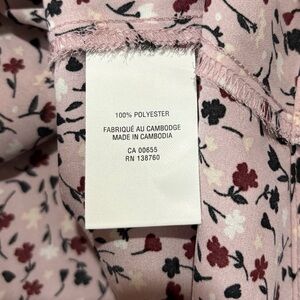 100% POLYESTER
FABRIQUÉ AU CAMBODGE
MADE IN CAMBODIA
CA 00655
RN 138760